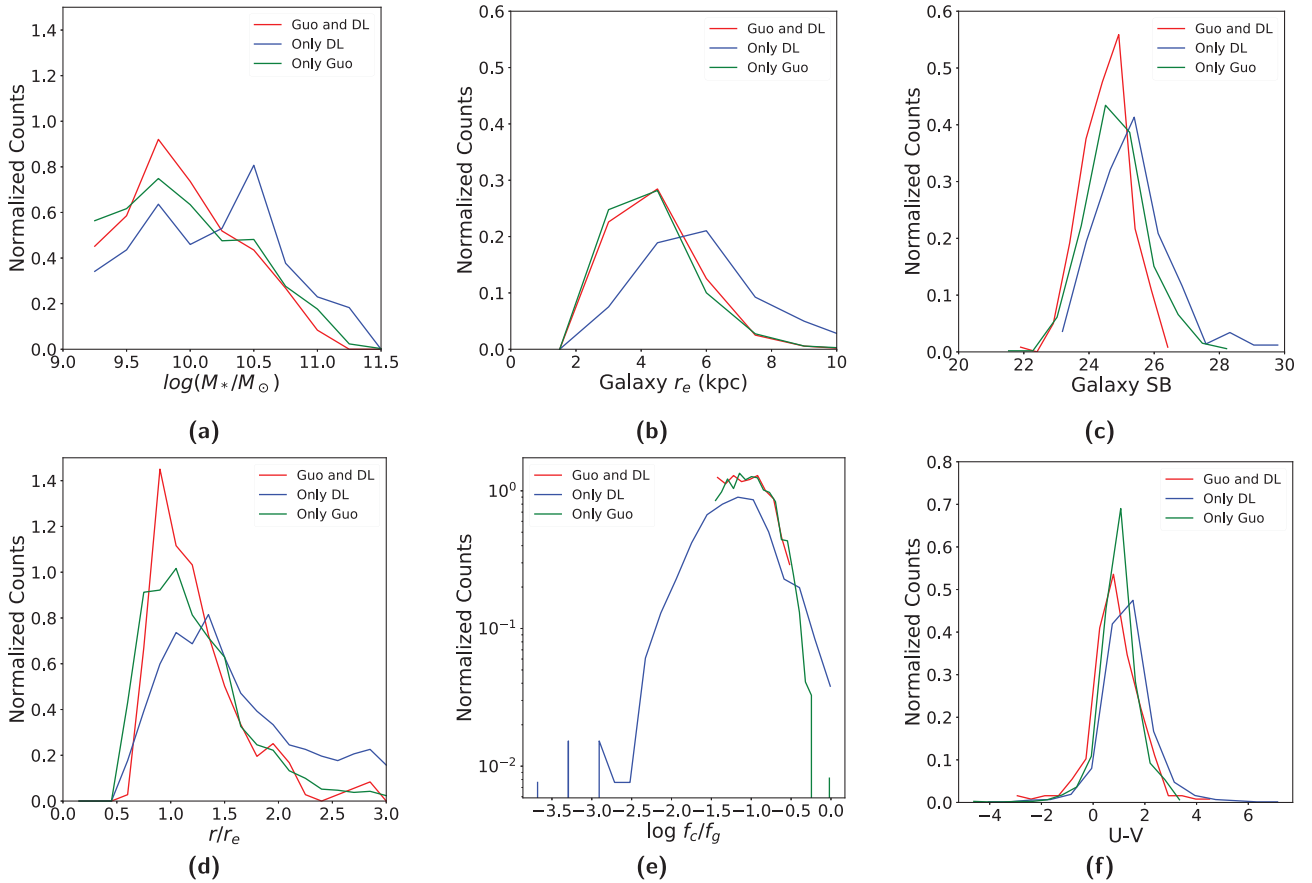 Guo and DL
Only DL
Only Guo
Normalized Counts
1.4
1.2
1.0
0.8
0.6
0.4
0.2
0.0
9.0 9.5 10.0 10.5 11.0 11.5
log(M*/M⊙)
(a)
Guo and DL
Only DL
Only Guo
Normalized Counts
0.6
0.5
0.4
0.3
0.2
0.1
0.0
0 2 4 6 8 10
Galaxy re (kpc)
(b)
Guo and DL
Only DL
Only Guo
Normalized Counts
0.6
0.5
0.4
0.3
0.2
0.1
0.0
20 22 24 26 28 30
Galaxy SB
(c)
Guo and DL
Only DL
Only Guo
Normalized Counts
1.4
1.2
1.0
0.8
0.6
0.4
0.2
0.0
0.0 0.5 1.0 1.5 2.0 2.5 3.0
r/re
(d)
Guo and DL
Only DL
Only Guo
Normalized Counts
10⁰
10⁻¹
10⁻²
−3.5 −3.0 −2.5 −2.0 −1.5 −1.0 −0.5 0.0
log fc/fg
(e)
Guo and DL
Only DL
Only Guo
Normalized Counts
0.8
0.7
0.6
0.5
0.4
0.3
0.2
0.1
0.0
−4 −2 0 2 4 6
U-V
(f)